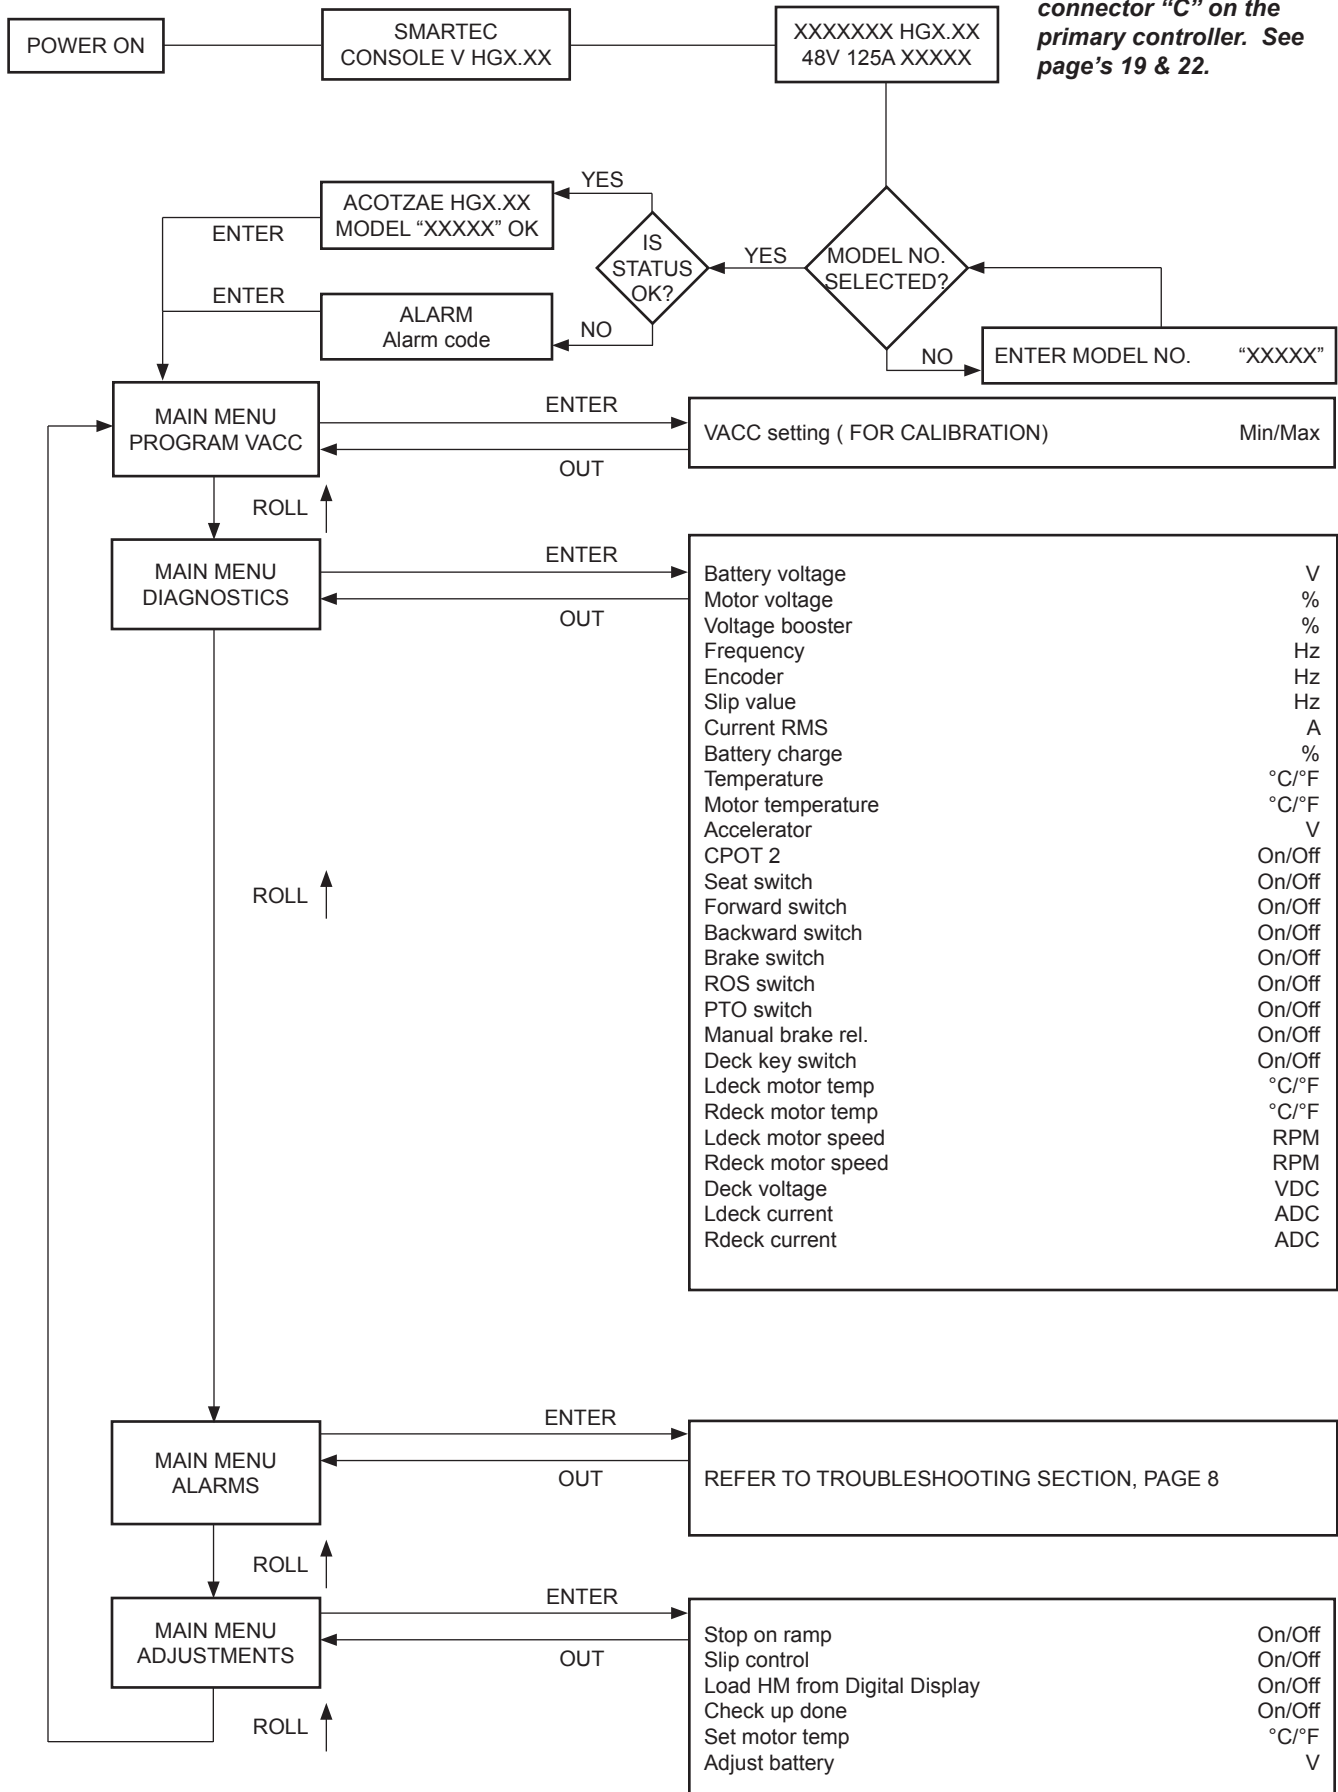 connector “C” on the
primary controller.  See
page's 19 & 22.
POWER ON
SMARTEC
CONSOLE V HGX.XX
XXXXXXX HGX.XX
48V 125A XXXXX
YES
ACOTZAE HGX.XX
MODEL “XXXXX” OK
ENTER
IS
STATUS
OK?
YES
MODEL NO.
SELECTED?
ENTER
ALARM
Alarm code
NO
NO
ENTER MODEL NO. “XXXXX”
MAIN MENU
PROGRAM VACC
ENTER
OUT
VACC setting ( FOR CALIBRATION) Min/Max
ROLL
MAIN MENU
DIAGNOSTICS
ENTER
OUT
Battery voltage V
Motor voltage %
Voltage booster %
Frequency Hz
Encoder Hz
Slip value Hz
Current RMS A
Battery charge %
Temperature °C/°F
Motor temperature °C/°F
Accelerator V
CPOT 2 On/Off
Seat switch On/Off
Forward switch On/Off
Backward switch On/Off
Brake switch On/Off
ROS switch On/Off
PTO switch On/Off
Manual brake rel. On/Off
Deck key switch On/Off
Ldeck motor temp °C/°F
Rdeck motor temp °C/°F
Ldeck motor speed RPM
Rdeck motor speed RPM
Deck voltage VDC
Ldeck current ADC
Rdeck current ADC
ROLL
MAIN MENU
ALARMS
ENTER
OUT
REFER TO TROUBLESHOOTING SECTION, PAGE 8
ROLL
MAIN MENU
ADJUSTMENTS
ENTER
OUT
Stop on ramp On/Off
Slip control On/Off
Load HM from Digital Display On/Off
Check up done On/Off
Set motor temp °C/°F
Adjust battery V
ROLL